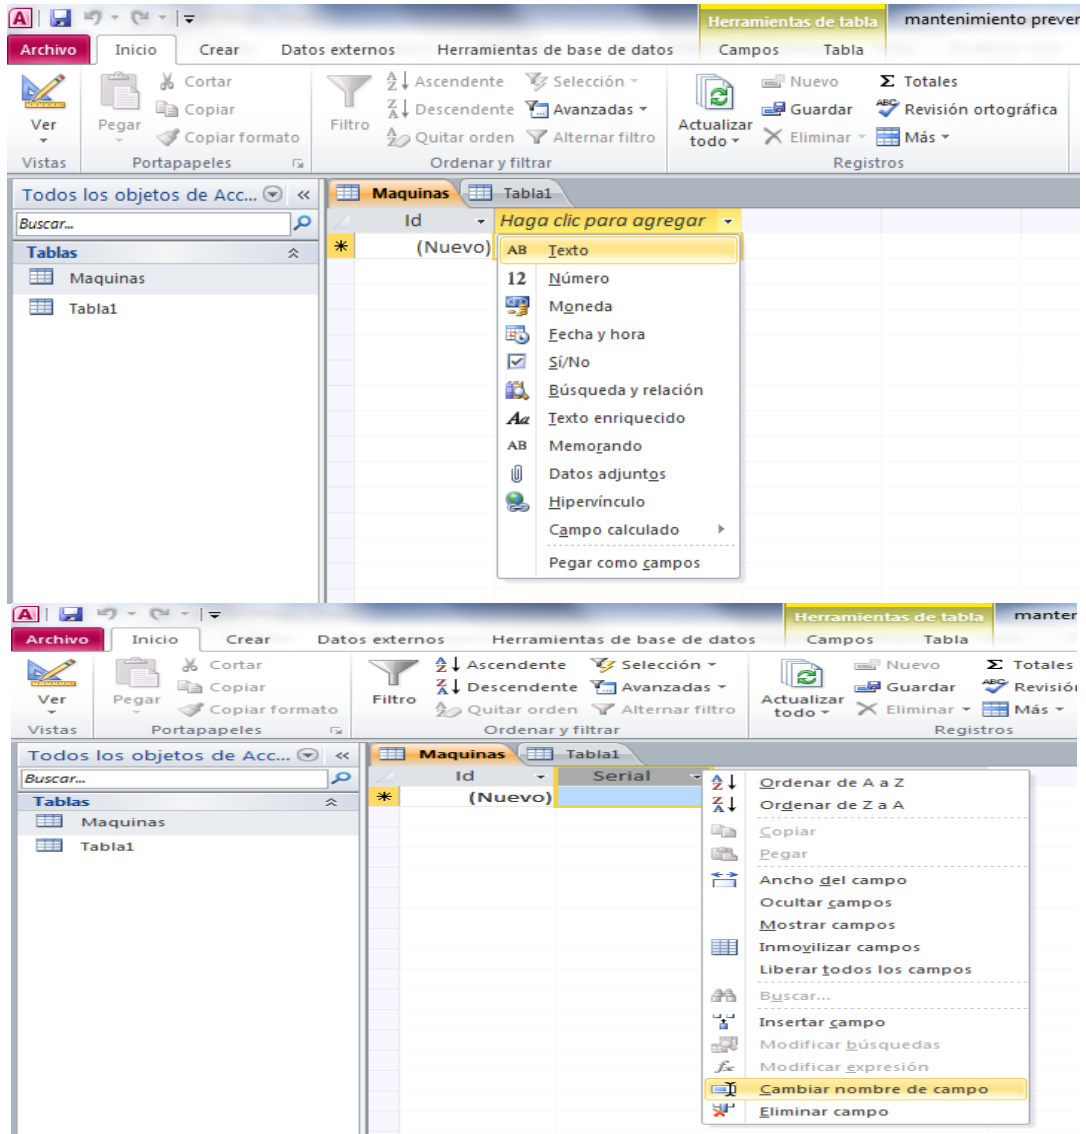 A
Herramientas de tabla mantenimiento prever
Archivo Inicio Crear Datos externos Herramientas de base de datos Campos Tabla
Ver
Vistas
Pegar
Cortar
Copiar
Copiar formato
Portapapeles
Filtro
Ascendente
Descendente
Quitar orden
Selección
Avanzadas
Alternar filtro
Ordenar y filtrar
Actualizar
todo
Nuevo
Guardar
Eliminar
Σ Totales
ABC Revisión ortográfica
Más
Registros
Todos los objetos de Acc... «
Buscar...
Tablas
Maquinas
Tabla1
Maquinas Tabla1
Id Haga clic para agregar
* (Nuevo)
AB Texto
12 Número
Moneda
Fecha y hora
Sí/No
Búsqueda y relación
Aa Texto enriquecido
AB Memorando
Datos adjuntos
Hipervínculo
Campo calculado
Pegar como campos
A
Herramientas de tabla manter
Archivo Inicio Crear Datos externos Herramientas de base de datos Campos Tabla
Ver
Vistas
Pegar
Cortar
Copiar
Copiar formato
Portapapeles
Filtro
Ascendente
Descendente
Quitar orden
Selección
Avanzadas
Alternar filtro
Ordenar y filtrar
Actualizar
todo
Nuevo
Guardar
Eliminar
Σ Totales
ABC Revisión
Más
Registros
Todos los objetos de Acc... «
Buscar...
Tablas
Maquinas
Tabla1
Maquinas Tabla1
Id Serial
* (Nuevo)
Ordenar de A a Z
Ordenar de Z a A
Copiar
Pegar
Ancho del campo
Ocultar campos
Mostrar campos
Inmovilizar campos
Liberar todos los campos
Buscar...
Insertar campo
Modificar búsquedas
fx Modificar expresión
Cambiar nombre de campo
Eliminar campo